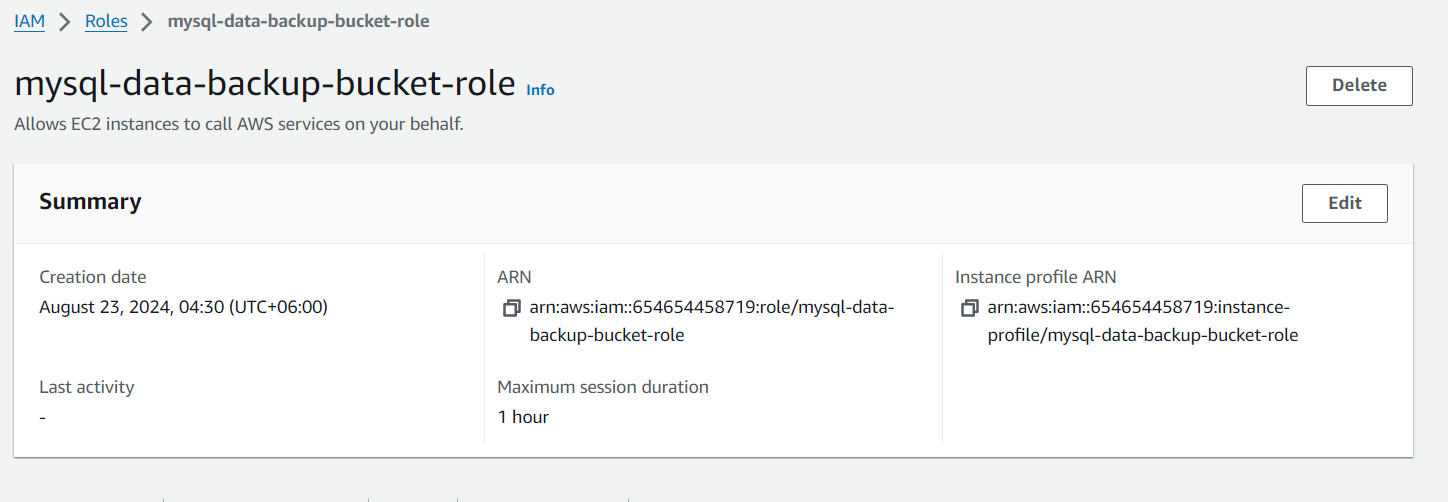 IAM > Roles > mysql-data-backup-bucket-role
mysql-data-backup-bucket-role Info
Delete
Allows EC2 instances to call AWS services on your behalf.
Summary
Edit
Creation date
August 23, 2024, 04:30 (UTC+06:00)
ARN
arn:aws:iam::654654458719:role/mysql-data-
backup-bucket-role
Instance profile ARN
arn:aws:iam::654654458719:instance-
profile/mysql-data-backup-bucket-role
Last activity
-
Maximum session duration
1 hour